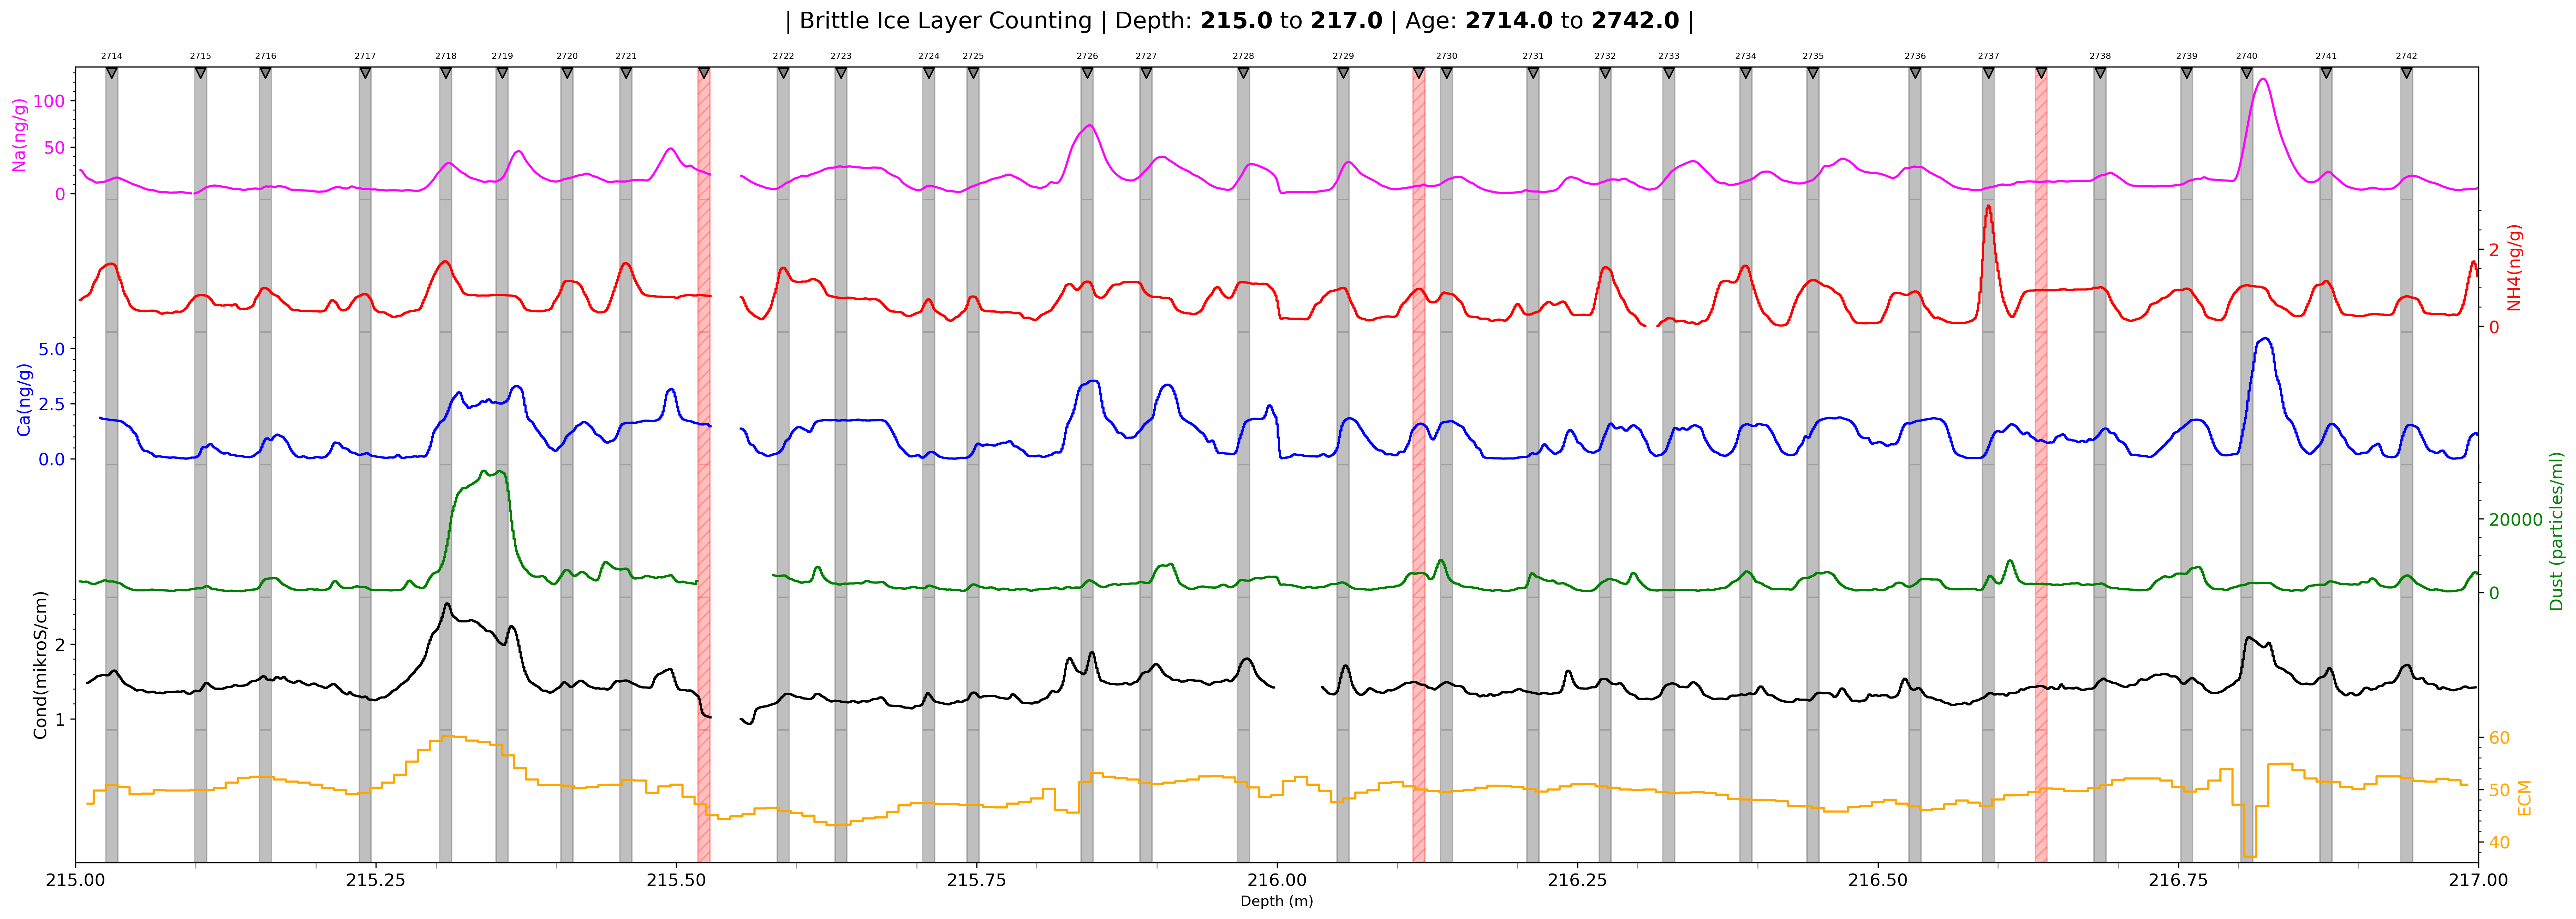 | Brittle Ice Layer Counting | Depth: 215.0 to 217.0 | Age: 2714.0 to 2742.0 |
2714 2715 2716 2717 2718 2719 2720 2721 2722 2723 2724 2725 2726 2727 2728 2729 2730 2731 2732 2733 2734 2735 2736 2737 2738 2739 2740 2741 2742
Na(ng/g)
100
50
0
NH4(ng/g)
2
0
Ca(ng/g)
5.0
2.5
0.0
Dust (particles/ml)
20000
0
Cond(mikroS/cm)
2
1
ECM
60
50
40
215.00 215.25 215.50 215.75 216.00 216.25 216.50 216.75 217.00
Depth (m)